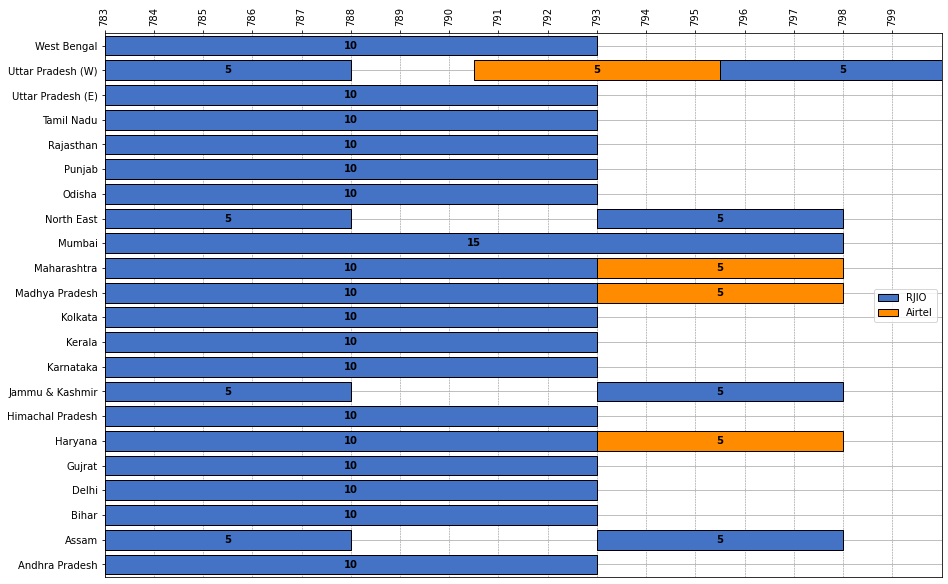 783 784 785 786 787 788 789 790 791 792 793 794 795 796 797 798 799
West Bengal 10
Uttar Pradesh (W) 5 5 5
Uttar Pradesh (E) 10
Tamil Nadu 10
Rajasthan 10
Punjab 10
Odisha 10
North East 5 5
Mumbai 15
Maharashtra 10 5
Madhya Pradesh 10 5
RJIO
Airtel
Kolkata 10
Kerala 10
Karnataka 10
Jammu & Kashmir 5 5
Himachal Pradesh 10
Haryana 10 5
Gujrat 10
Delhi 10
Bihar 10
Assam 5 5
Andhra Pradesh 10